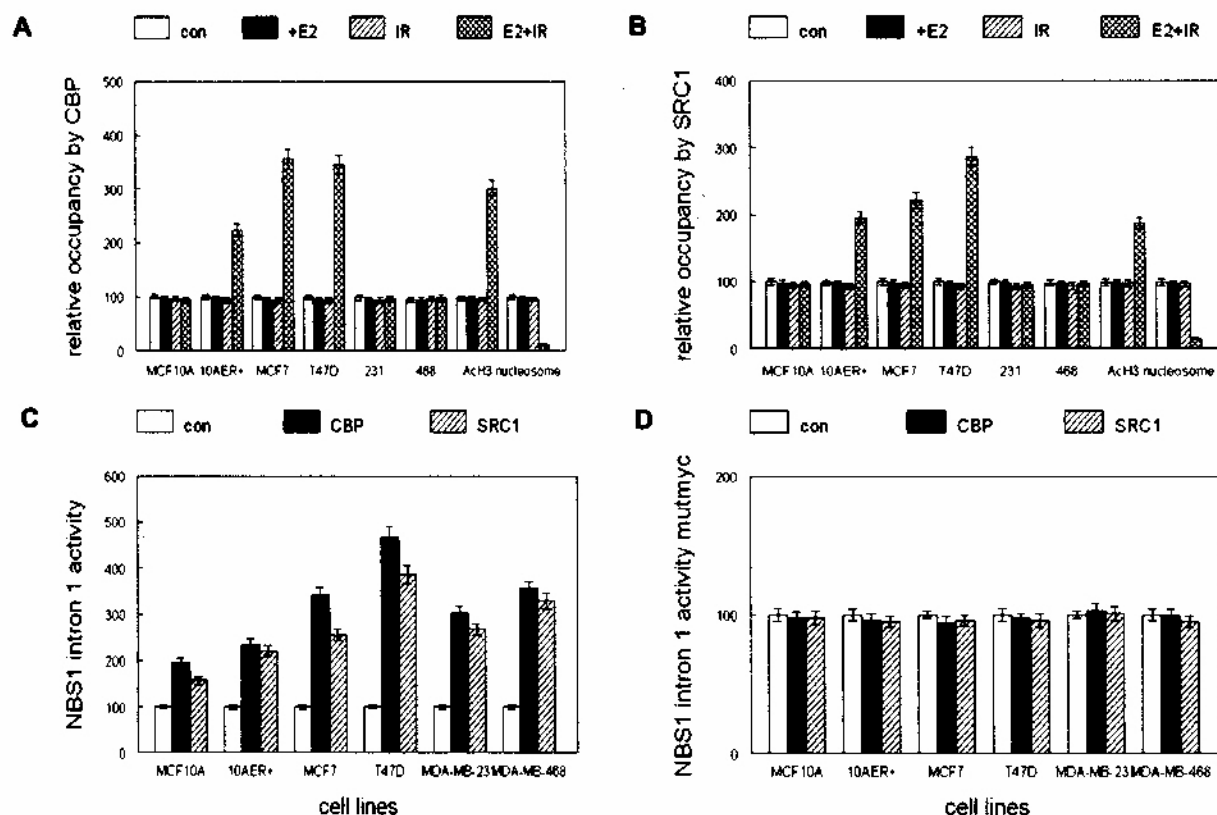 A
con +E2 IR E2+IR
relative occupancy by CBP
500
400
300
200
100
0
MCF10A 10AER+ MCF7 T47D 231 468 AcH3 nucleosome
B
con +E2 IR E2+IR
relative occupancy by SRC1
400
300
200
100
0
MCF10A 10AER+ MCF7 T47D 231 468 AcH3 nucleosome
C
con CBP SRC1
NBS1 intron 1 activity
600
500
400
300
200
100
0
MCF10A 10AER+ MCF7 T47D MDA-MB-231MDA-MB-468
cell lines
D
con CBP SRC1
NBS1 intron 1 activity mutmyc
200
100
0
MCF10A 10AER+ MCF7 T47D MDA-MB-231MDA-MB-468
cell lines